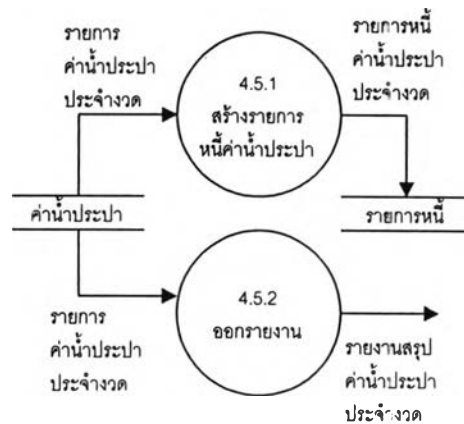 รายการ
ค่าน้ำประปา
ประจำงวด
รายการหนี้
ค่าน้ำประปา
ประจำงวด
4.5.1
สร้างรายการ
หนี้ค่าน้ำประปา
ค่าน้ำประปา
รายการหนี้
4.5.2
ออกรายงาน
รายการ
ค่าน้ำประปา
ประจำงวด
รายงานสรุป
ค่าน้ำประปา
ประจำงวด